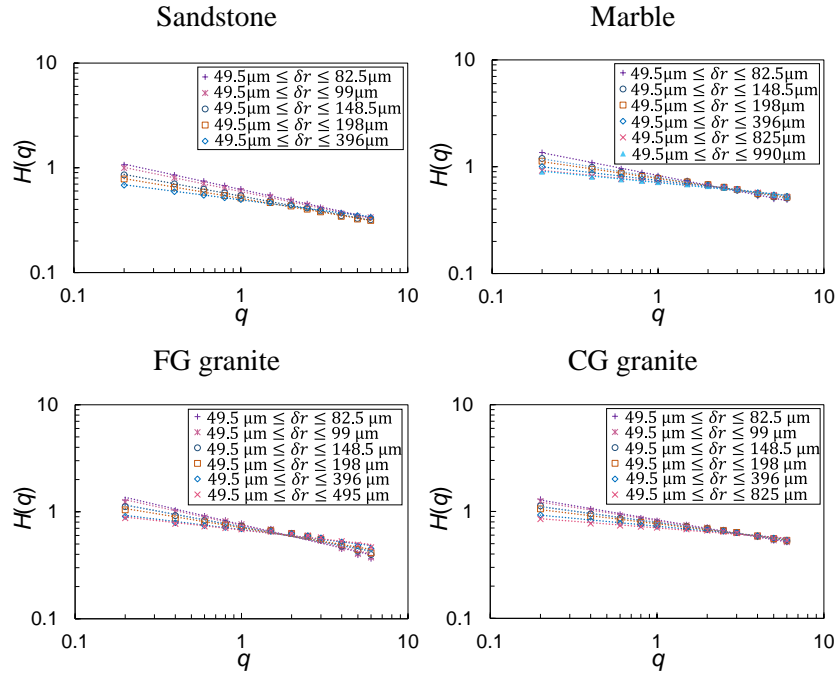 Sandstone
10
49.5μm ≤ δr ≤ 82.5μm
49.5μm ≤ δr ≤ 99μm
49.5μm ≤ δr ≤ 148.5μm
49.5μm ≤ δr ≤ 198μm
49.5μm ≤ δr ≤ 396μm
H(q)
1
0.1
0.1
1
10
q
Marble
10
49.5μm ≤ δr ≤ 82.5μm
49.5μm ≤ δr ≤ 148.5μm
49.5μm ≤ δr ≤ 198μm
49.5μm ≤ δr ≤ 396μm
49.5μm ≤ δr ≤ 825μm
49.5μm ≤ δr ≤ 990μm
H(q)
1
0.1
0.1
1
10
q
FG granite
10
49.5 μm ≤ δr ≤ 82.5 μm
49.5 μm ≤ δr ≤ 99 μm
49.5 μm ≤ δr ≤ 148.5 μm
49.5 μm ≤ δr ≤ 198 μm
49.5 μm ≤ δr ≤ 396 μm
49.5 μm ≤ δr ≤ 495 μm
H(q)
1
0.1
0.1
1
10
q
CG granite
10
49.5 μm ≤ δr ≤ 82.5 μm
49.5 μm ≤ δr ≤ 99 μm
49.5 μm ≤ δr ≤ 148.5 μm
49.5 μm ≤ δr ≤ 198 μm
49.5 μm ≤ δr ≤ 396 μm
49.5 μm ≤ δr ≤ 825 μm
H(q)
1
0.1
0.1
1
10
q